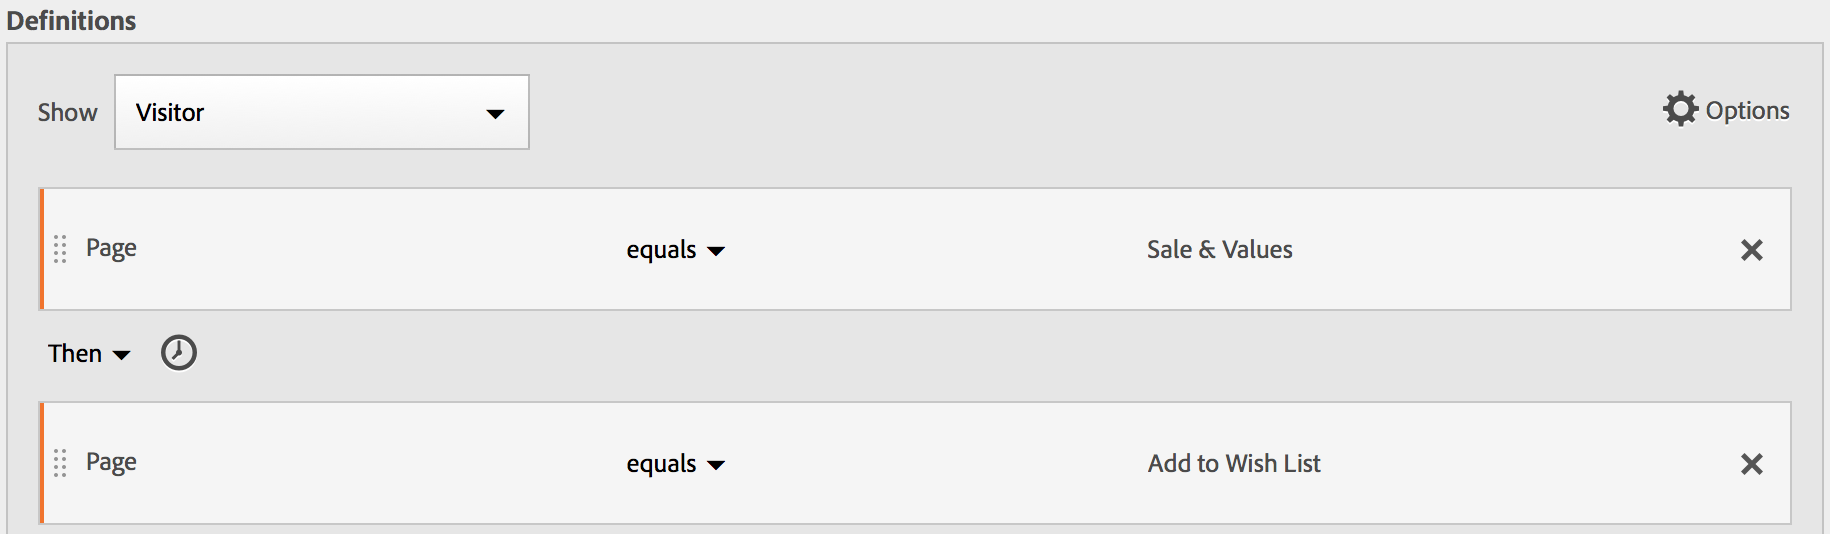 Definitions
Show Visitor Options
Page equals Sale & Values
Then
Page equals Add to Wish List